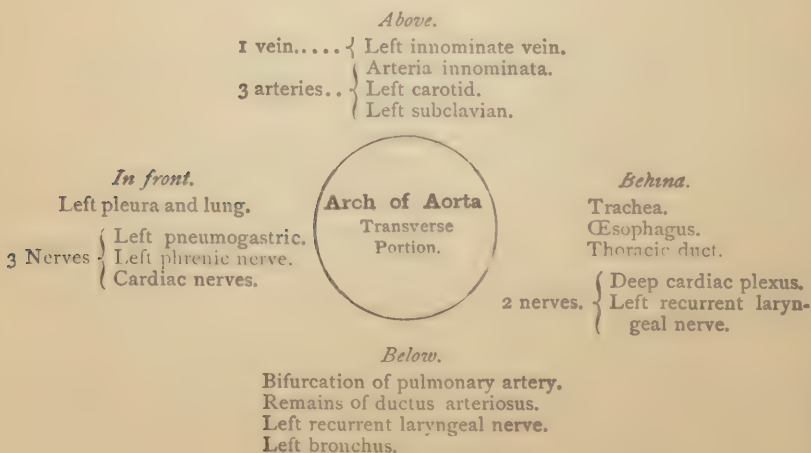 Above.
1 vein..... { Left innominate vein.
3 arteries.. { Arteria innominata.
Left carotid.
Left subclavian.
In front.
Left pleura and lung.
3 Nerves { Left pneumogastric.
Left phrenic nerve.
Cardiac nerves.
Arch of Aorta
Transverse
Portion.
Behind.
Trachea.
Œsophagus.
Thoracic duct.
2 nerves. { Deep cardiac plexus.
Left recurrent laryn-
geal nerve.
Below.
Bifurcation of pulmonary artery.
Remains of ductus arteriosus.
Left recurrent laryngeal nerve.
Left bronchus.